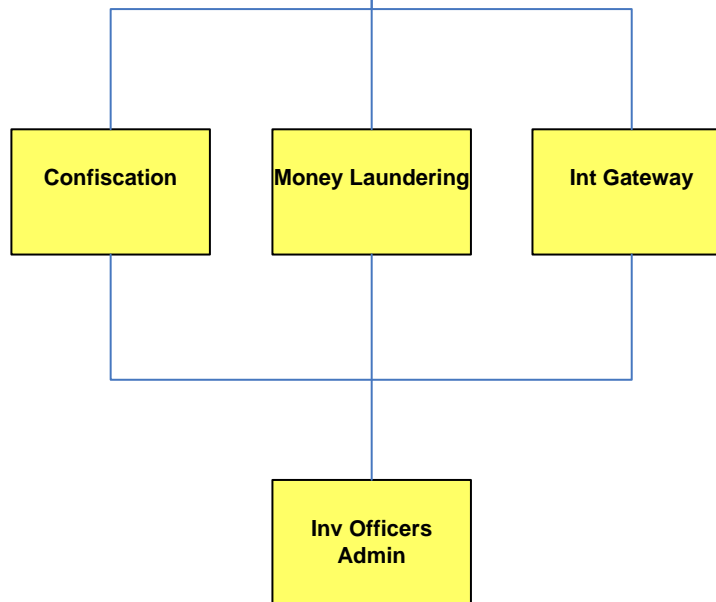 Confiscation
Money Laundering
Int Gateway
Inv Officers
Admin